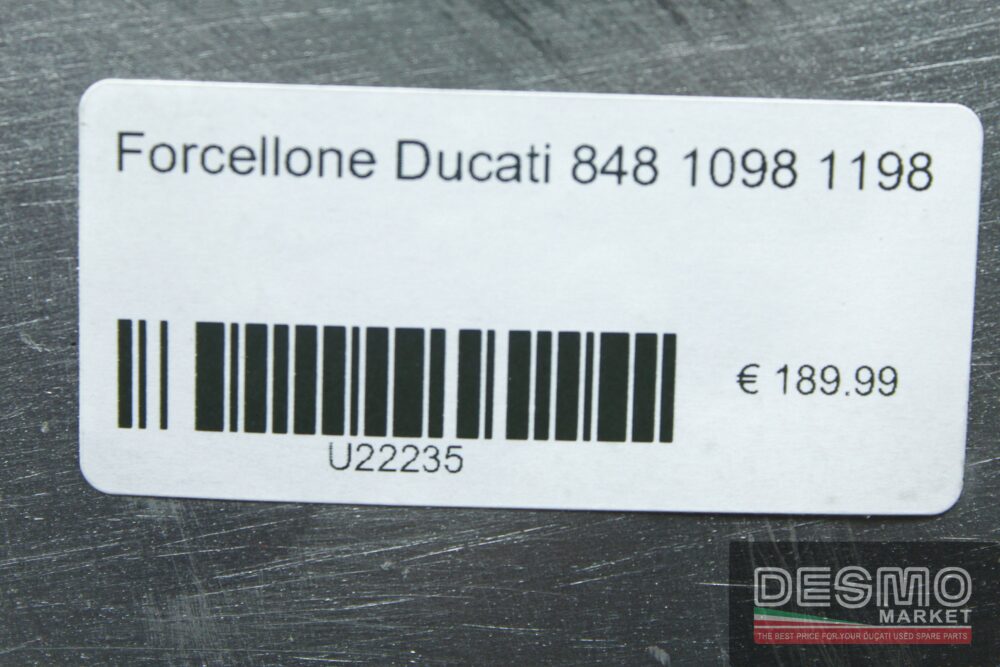 Forcellone Ducati 848 1098 1198
€ 189.99
U22235
DESMO
MARKET
THE BEST PRICE FOR YOUR DUCATI USED SPARE PARTS